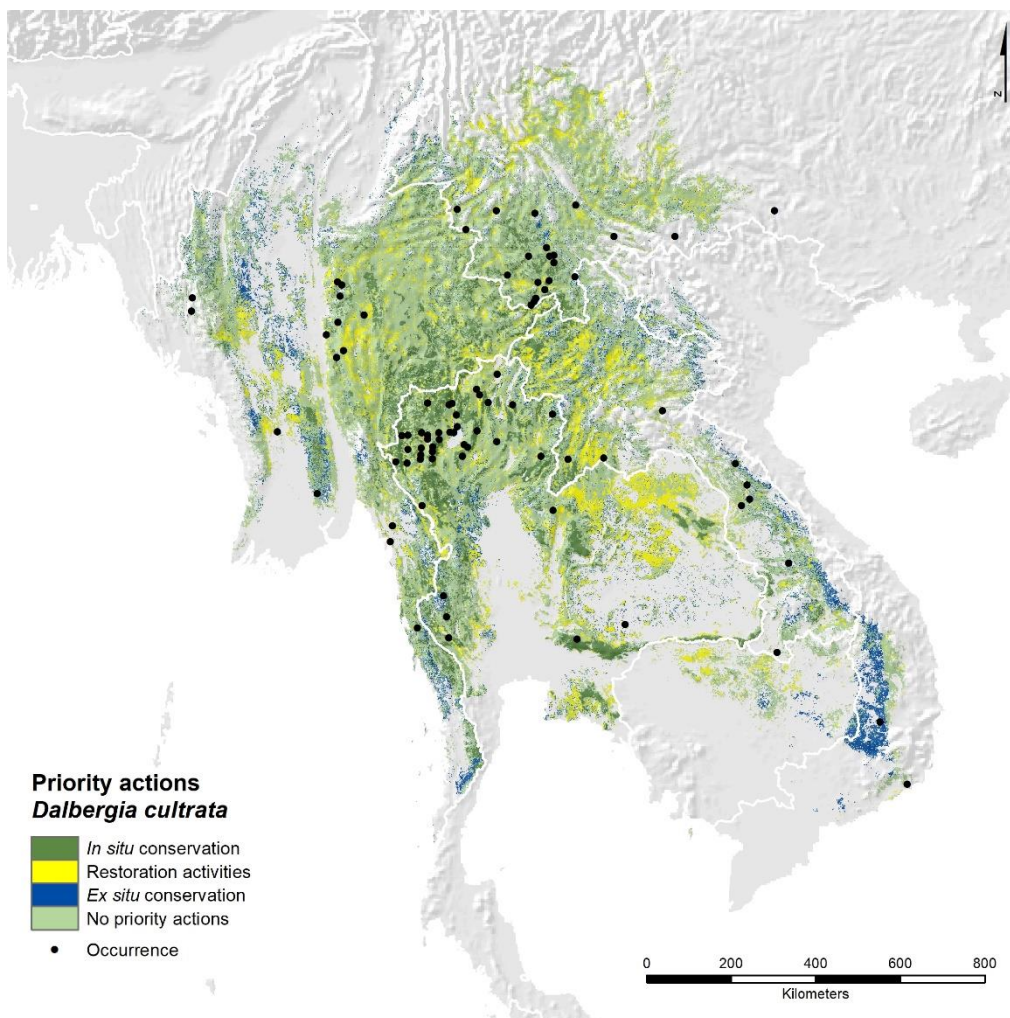 N
Priority actions
Dalbergia cultrata
In situ conservation
Restoration activities
Ex situ conservation
No priority actions
Occurrence
0 200 400 600 800
Kilometers